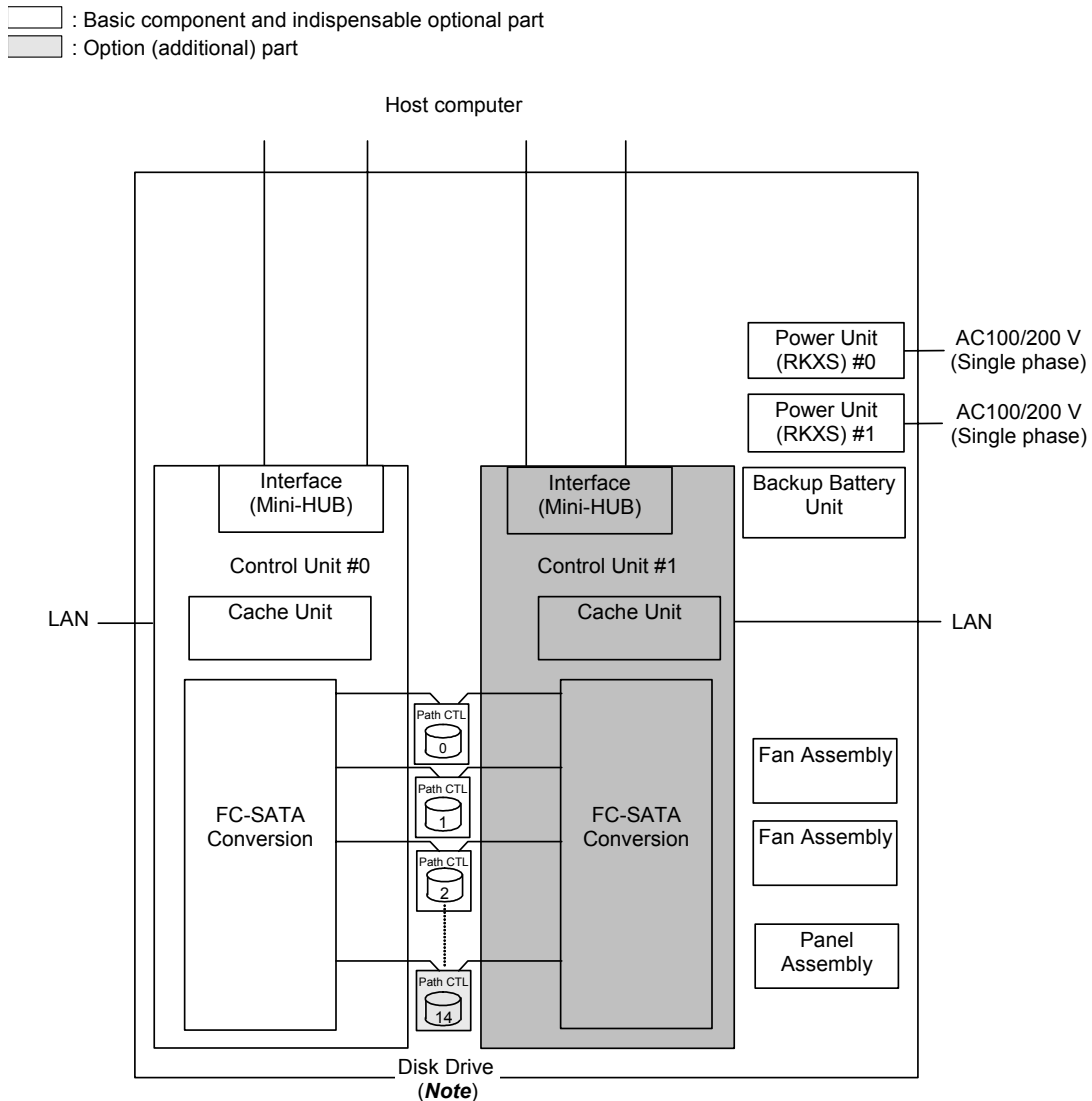 : Basic component and indispensable optional part
: Option (additional) part
Host computer
Power Unit
(RKXS) #0
AC100/200 V
(Single phase)
Power Unit
(RKXS) #1
AC100/200 V
(Single phase)
Interface
(Mini-HUB)
Interface
(Mini-HUB)
Backup Battery
Unit
Control Unit #0
Control Unit #1
LAN
Cache Unit
Cache Unit
LAN
Path CTL
0
Fan Assembly
Path CTL
1
FC-SATA
Conversion
FC-SATA
Conversion
Fan Assembly
Path CTL
2
Panel
Assembly
Path CTL
14
Disk Drive
(Note)